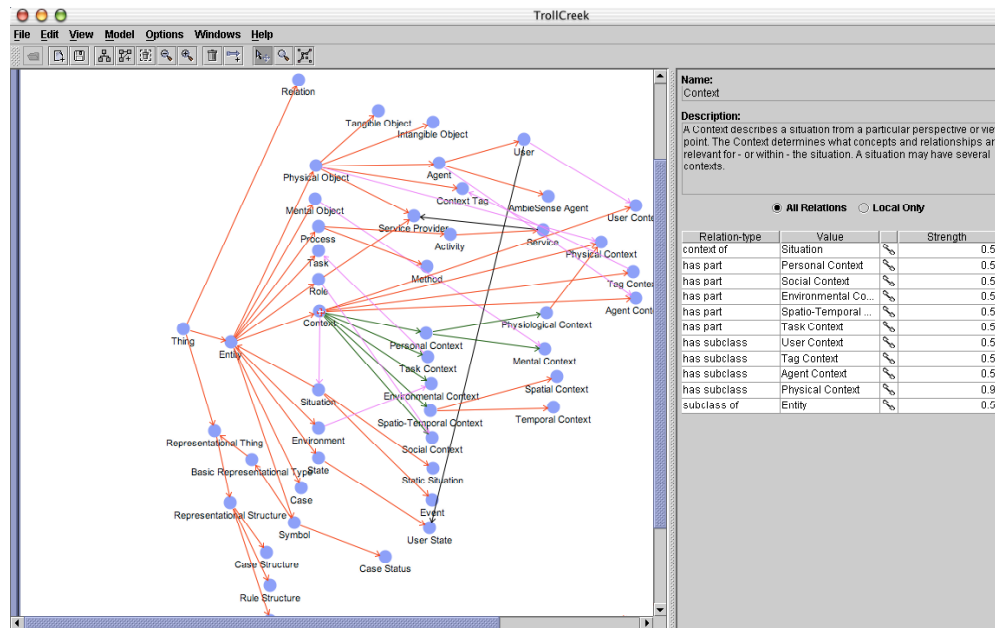 TrollCreek
File Edit View Model Options Windows Help
Relation
Tangible Object
Intangible Object
User
Physical Object
Agent
Context Tag
AmbieSense Agent
Mental Object
User Conte
Service Provider
Process
Activity
Service
Physical Context
Task
Method
Tag Contex
Role
Agent Conte
Context
Physiological Context
Thing
Entity
Personal Context
Mental Context
Task Context
Situation
Environmental Context
Spatial Context
Spatio-Temporal Context
Temporal Context
Environment
Representational Thing
Social Context
State
Basic Representational Type
Static Situation
Case
Representational Structure
Event
Symbol
User State
Case Structure
Case Status
Rule Structure
Name:
Context
Description:
A Context describes a situation from a particular perspective or vie
point. The Context determines what concepts and relationships ar
relevant for - or within - the situation. A situation may have several
contexts.
All Relations Local Only
Relation-type Value Strength
context of Situation 0.5
has part Personal Context 0.5
has part Social Context 0.5
has part Environmental Co... 0.5
has part Spatio-Temporal ... 0.5
has part Task Context 0.5
has subclass User Context 0.5
has subclass Tag Context 0.5
has subclass Agent Context 0.5
has subclass Physical Context 0.9
subclass of Entity 0.5